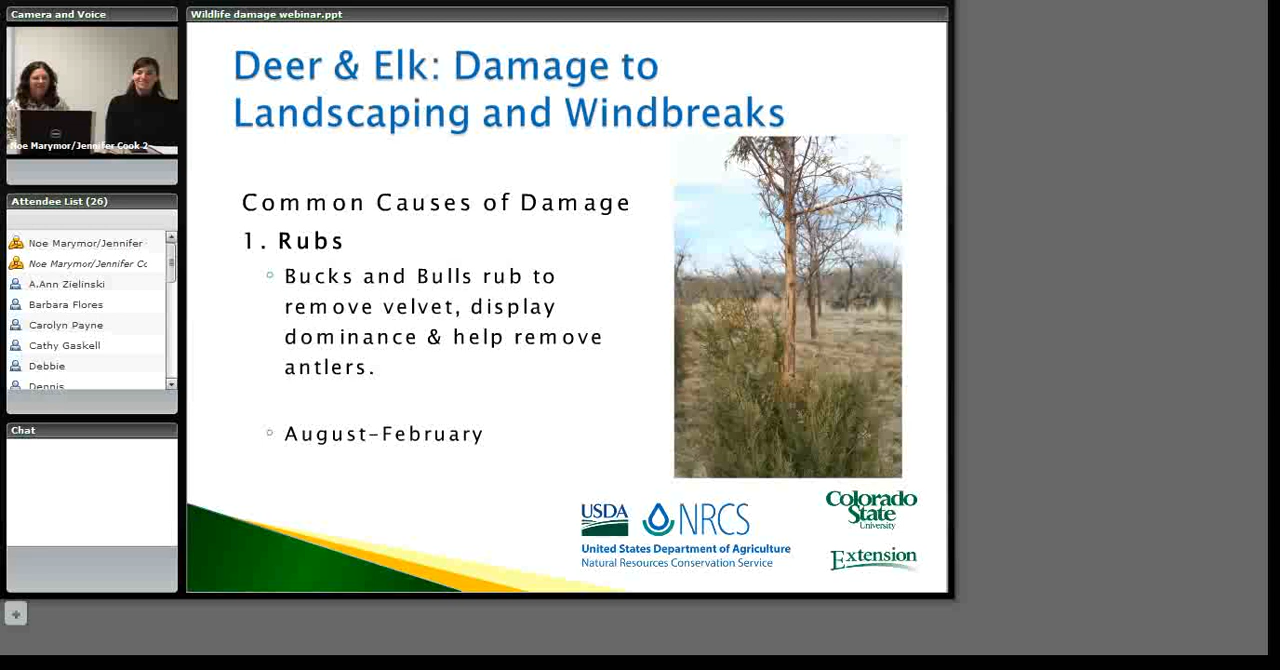 Camera and Voice
Noe Marymor/Jennifer Cook 2
Attendee List (26)
Noe Marymor/Jennifer
Noe Marymor/Jennifer Cc
A.Ann Zielinski
Barbara Flores
Carolyn Payne
Cathy Gaskell
Debbie
Dennis
Chat
Wildlife damage webinar.ppt
Deer & Elk: Damage to
Landscaping and Windbreaks
Common Causes of Damage
1. Rubs
Bucks and Bulls rub to
remove velvet, display
dominance & help remove
antlers.
August-February
USDA NRCS
United States Department of Agriculture
Natural Resources Conservation Service
Colorado
State
University
Extension